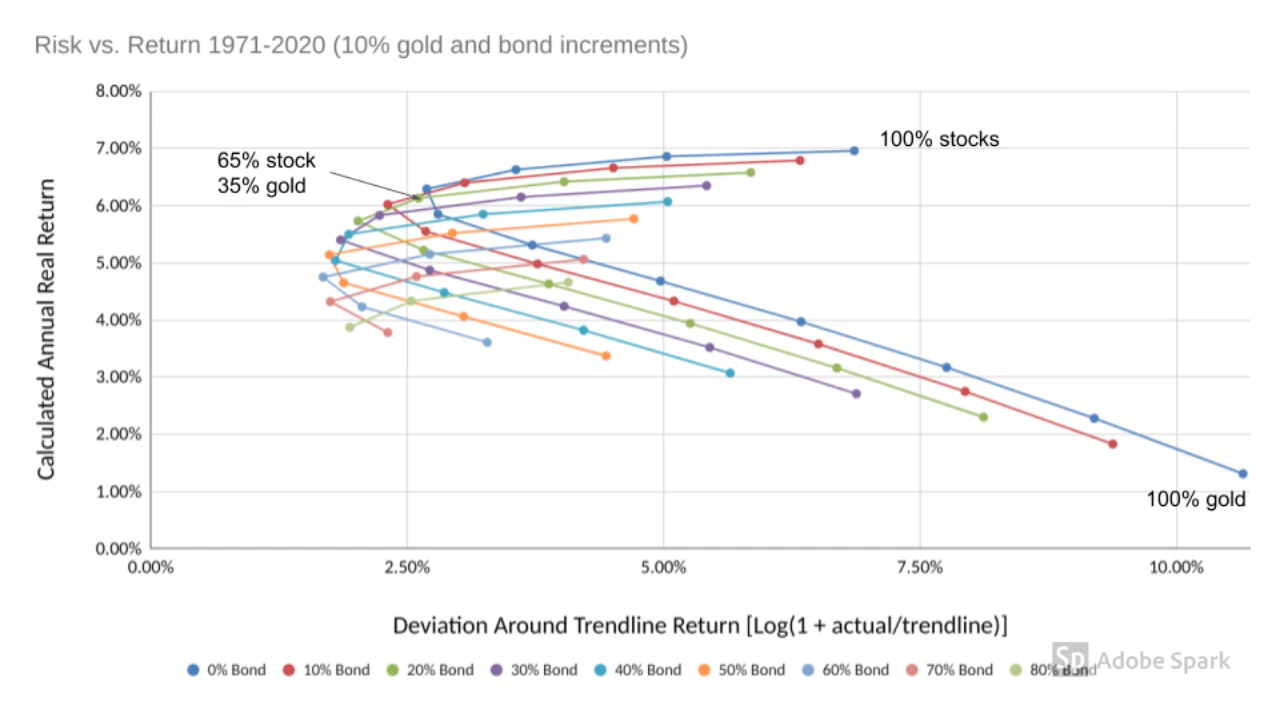 Risk vs. Return 1971-2020 (10% gold and bond increments)
8.00%
7.00%
6.00%
5.00%
4.00%
3.00%
2.00%
1.00%
0.00%
Calculated Annual Real Return
65% stock
35% gold
100% stocks
100% gold
0.00% 2.50% 5.00% 7.50% 10.00%
Deviation Around Trendline Return [Log(1 + actual/trendline)]
0% Bond 10% Bond 20% Bond 30% Bond 40% Bond 50% Bond 60% Bond 70% Bond 80% Bond
Sp Adobe Spark